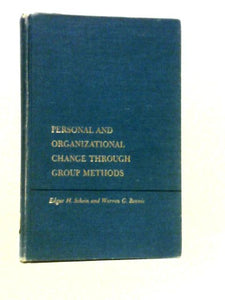 PERSONAL AND
ORGANIZATIONAL
CHANGE THROUGH
GROUP METHODS
Edgar H. Schein and Warren G. Bennis